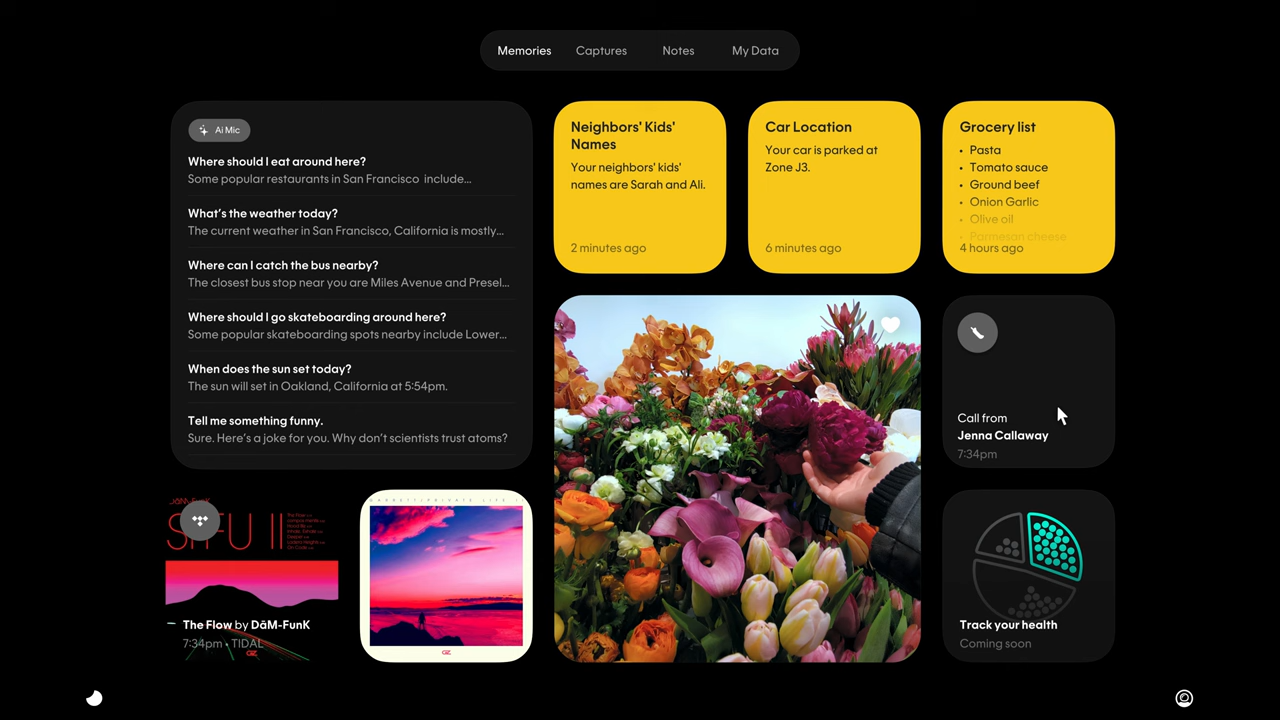 Memories Captures Notes My Data
Ai Mic
Where should I eat around here?
Some popular restaurants in San Francisco include...
What's the weather today?
The current weather in San Francisco, California is mostly...
Where can I catch the bus nearby?
The closest bus stop near you are Miles Avenue and Presel...
Where should I go skateboarding around here?
Some popular skateboarding spots nearby include Lower...
When does the sun set today?
The sun will set in Oakland, California at 5:54pm.
Tell me something funny.
Sure. Here's a joke for you. Why don't scientists trust atoms?
Neighbors' Kids'
Names
Your neighbors' kids'
names are Sarah and Ali.
2 minutes ago
Car Location
Your car is parked at
Zone J3.
6 minutes ago
Grocery list
• Pasta
• Tomato sauce
• Ground beef
• Onion Garlic
• Olive oil
• Parmesan cheese
4 hours ago
Call from
Jenna Callaway
7:34pm
DâM-FunK
The Flow by DāM-FunK
7:34pm • TIDAL
Track your health
Coming soon